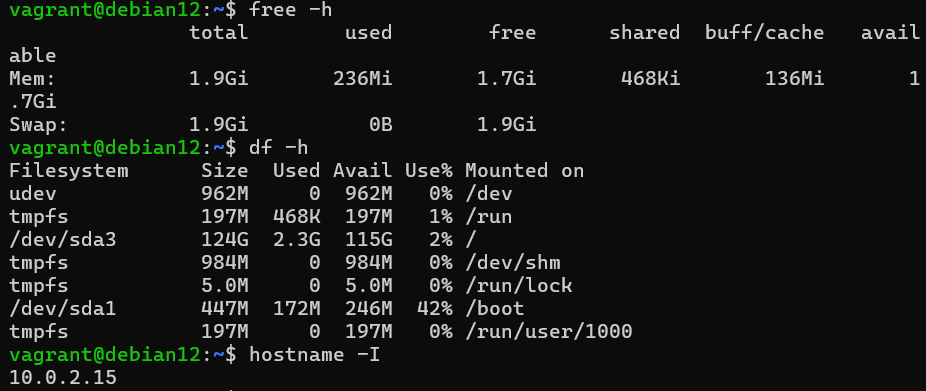 vagrant@debian12:~$ free -h
               total        used        free      shared  buff/cache   avail
able
Mem:           1.9Gi       236Mi       1.7Gi       468Ki       136Mi       1
.7Gi
Swap:          1.9Gi          0B       1.9Gi
vagrant@debian12:~$ df -h
Filesystem      Size  Used Avail Use% Mounted on
udev            962M     0  962M   0% /dev
tmpfs           197M  468K  197M   1% /run
/dev/sda3       124G  2.3G  115G   2% /
tmpfs           984M     0  984M   0% /dev/shm
tmpfs           5.0M     0  5.0M   0% /run/lock
/dev/sda1       447M  172M  246M  42% /boot
tmpfs           197M     0  197M   0% /run/user/1000
vagrant@debian12:~$ hostname -I
10.0.2.15